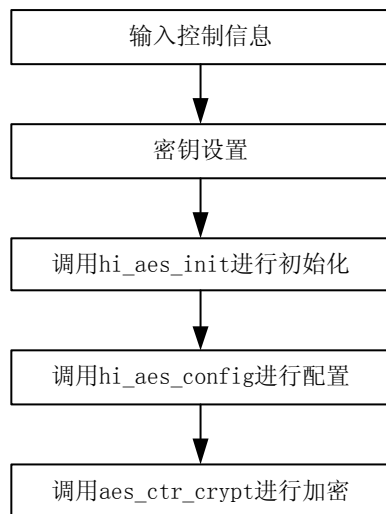 输入控制信息
密钥设置
调用hi_aes_init进行初始化
调用hi_aes_config进行配置
调用aes_ctr_crypt进行加密